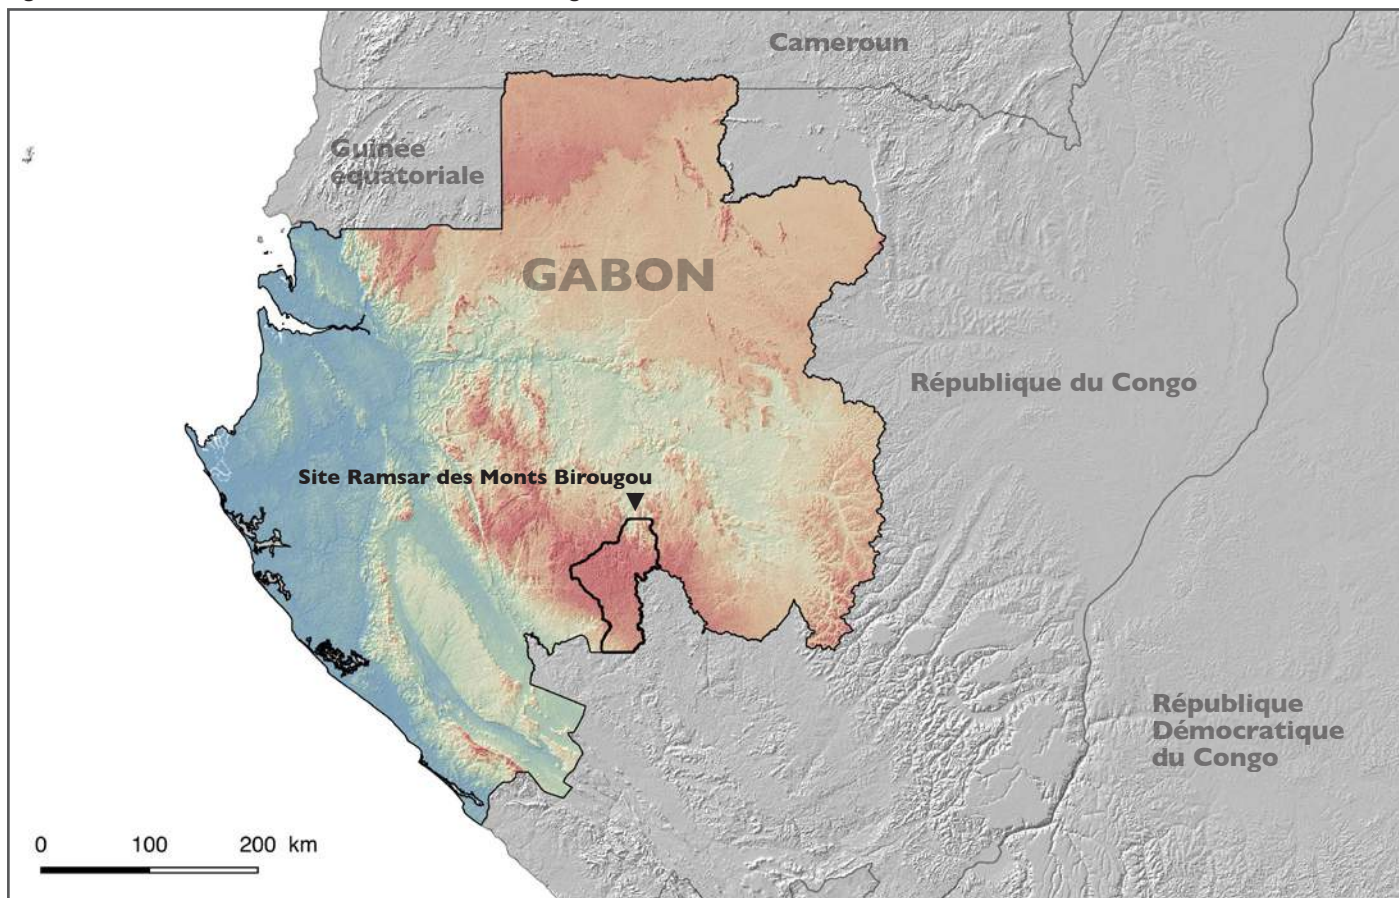 Cameroun
Guinée
équatoriale
GABON
République du Congo
Site Ramsar des Monts Birougou
République
Démocratique
du Congo
0 100 200 km